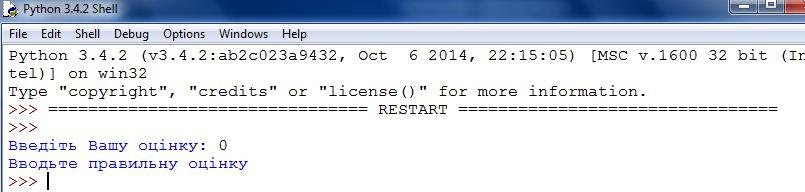 Python 3.4.2 Shell
File Edit Shell Debug Options Windows Help
Python 3.4.2 (v3.4.2:ab2c023a9432, Oct  6 2014, 22:15:05) [MSC v.1600 32 bit (In
tel)] on win32
Type "copyright", "credits" or "license()" for more information.
>>> ================================ RESTART ================================
>>>
Введіть Вашу оцінку: 0
Вводьте правильну оцінку
>>>